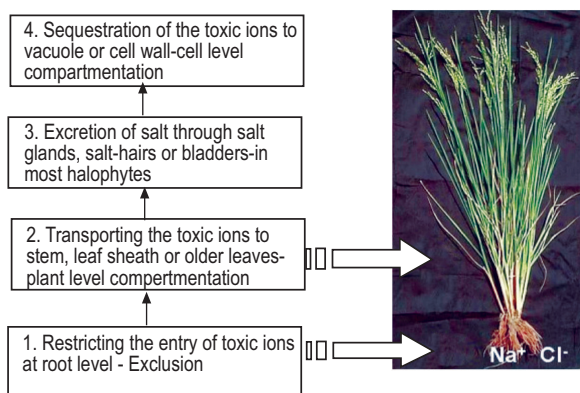 4. Sequestration of the toxic ions to
vacuole or cell wall-cell level
compartmentation
3. Excretion of salt through salt
glands, salt-hairs or bladders-in
most halophytes
2. Transporting the toxic ions to
stem, leaf sheath or older leaves-
plant level compertmentation
1. Restricting the entry of toxic ions
at root level - Exclusion
Na⁺ Cl⁻